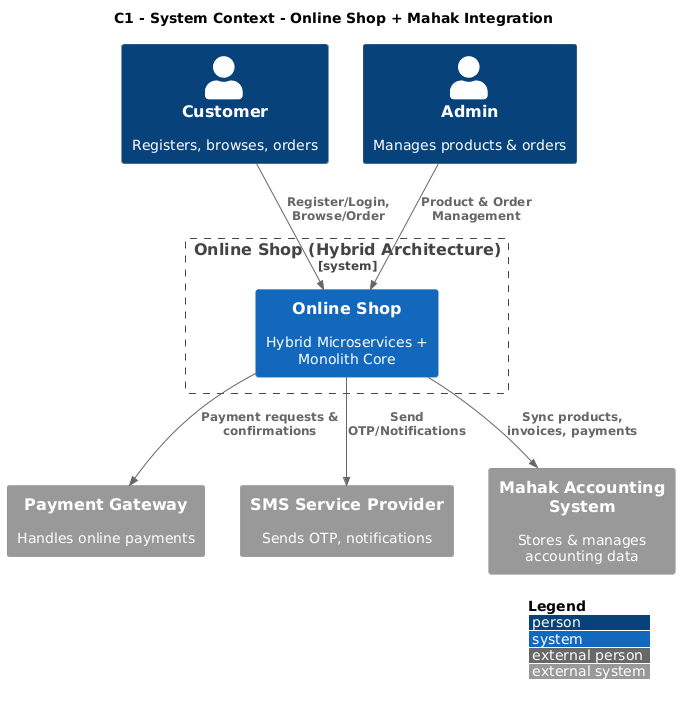 C1 - System Context - Online Shop + Mahak Integration
Customer
Registers, browses, orders
Admin
Manages products & orders
Register/Login,
Browse/Order
Product & Order
Management
Online Shop (Hybrid Architecture)
[system]
Online Shop
Hybrid Microservices +
Monolith Core
Payment requests &
confirmations
Send
OTP/Notifications
Sync products,
invoices, payments
Payment Gateway
Handles online payments
SMS Service Provider
Sends OTP, notifications
Mahak Accounting
System
Stores & manages
accounting data
Legend
person
system
external person
external system